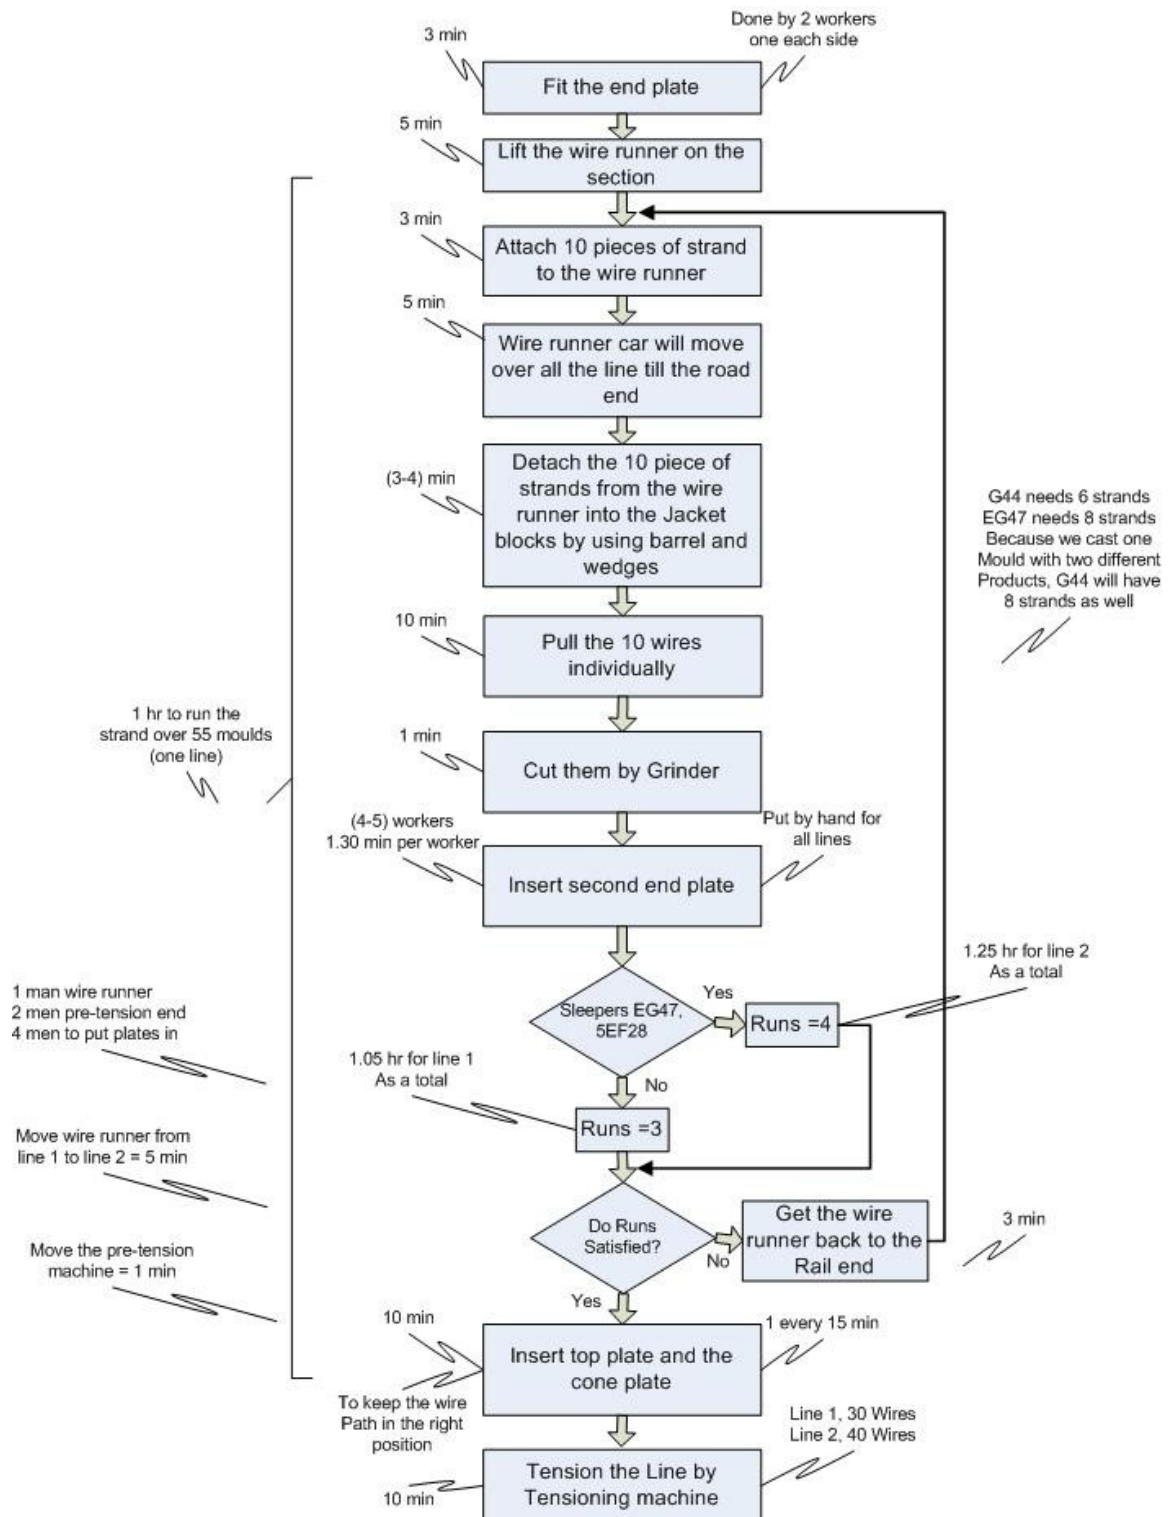 Done by 2 workers
one each side
3 min
Fit the end plate
5 min
Lift the wire runner on the
section
3 min
Attach 10 pieces of strand
to the wire runner
5 min
Wire runner car will move
over all the line till the road
end
(3-4) min
Detach the 10 piece of
strands from the wire
runner into the Jacket
blocks by using barrel and
wedges
G44 needs 6 strands
EG47 needs 8 strands
Because we cast one
Mould with two different
Products, G44 will have
8 strands as well
10 min
Pull the 10 wires
individually
1 hr to run the
strand over 55 moulds
(one line)
1 min
Cut them by Grinder
(4-5) workers
1.30 min per worker
Put by hand for
all lines
Insert second end plate
1.25 hr for line 2
As a total
Sleepers EG47,
5EF28
Yes
Runs =4
1 man wire runner
2 men pre-tension end
4 men to put plates in
No
1.05 hr for line 1
As a total
Runs =3
Move wire runner from
line 1 to line 2 = 5 min
Do Runs
Satisfied?
No
Get the wire
runner back to the
Rail end
3 min
Move the pre-tension
machine = 1 min
Yes
10 min
1 every 15 min
Insert top plate and the
cone plate
To keep the wire
Path in the right
position
Line 1, 30 Wires
Line 2, 40 Wires
Tension the Line by
Tensioning machine
10 min